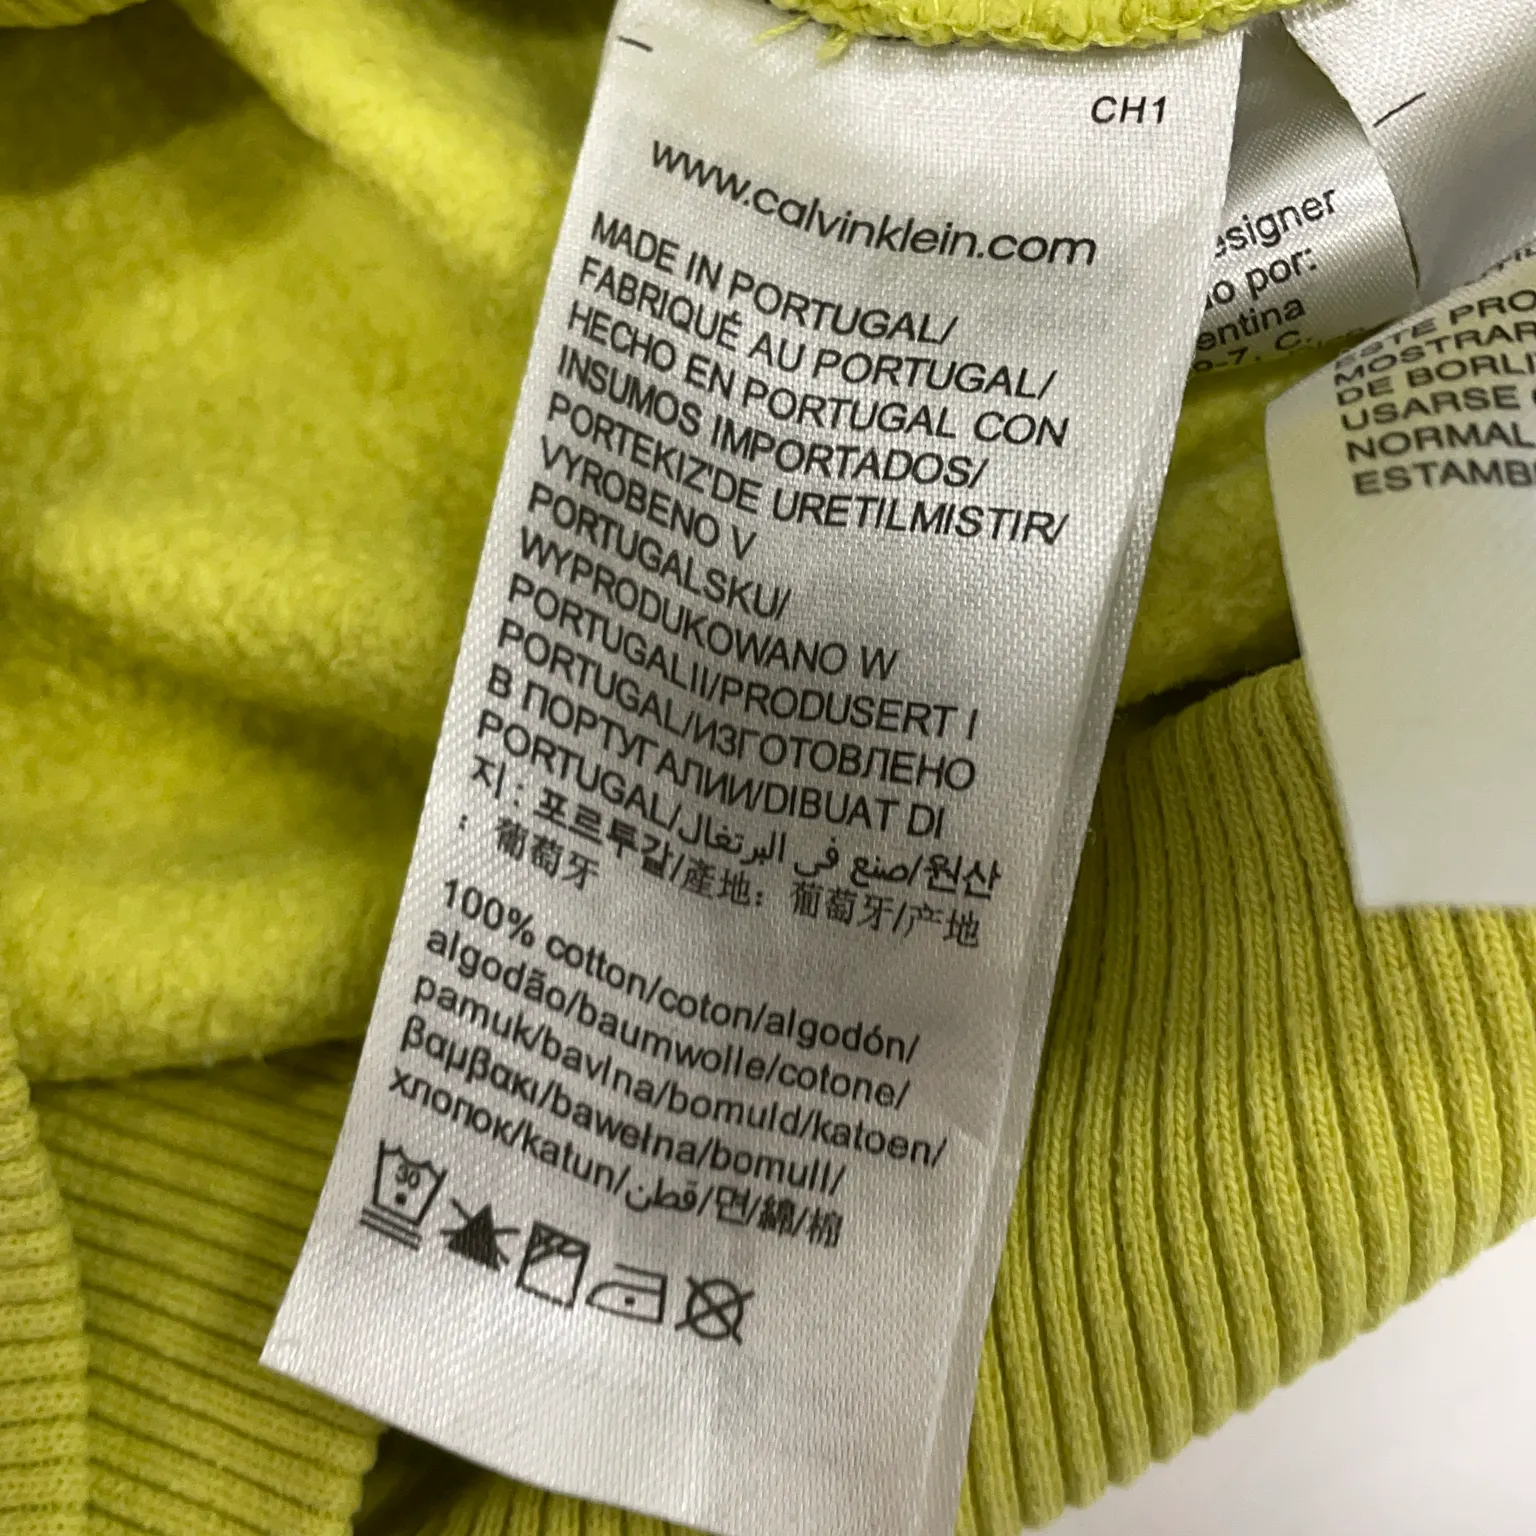 CH1
www.calvinklein.com
MADE IN PORTUGAL/
FABRIQUÉ AU PORTUGAL/
HECHO EN PORTUGAL CON
INSUMOS IMPORTADOS/
PORTEKIZ'DE URETILMISTIR/
VYROBENO V
PORTUGALSKU/
WYPRODUKOWANO W
PORTUGALII/PRODUSERT I
PORTUGAL/ИЗГОТОВЛЕНО
В ПОРТУГАЛИИ/DIBUAT DI
PORTUGAL/صنع في البرتغال/원산
지 : 포르투갈/產地: 葡萄牙/产地
: 葡萄牙
100% cotton/coton/algodón/
algodão/baumwolle/cotone/
pamuk/bavlna/bomuld/katoen/
βαμβακι/bawełna/bomull/
хлопок/katun/قطن/면/綿/棉
30
por:
7, C.
ESTE PRO
MOSTRAR
DE BORLI
USARSE
NORMAL
ESTAMB